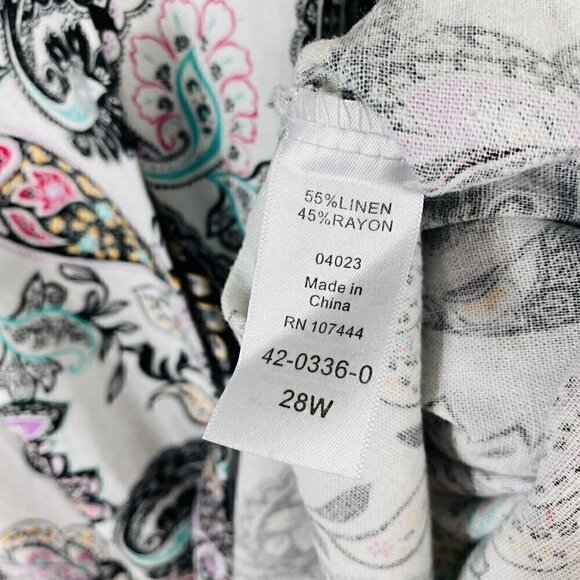 55%LINEN
45%RAYON
04023
Made in
China
RN 107444
42-0336-0
28W